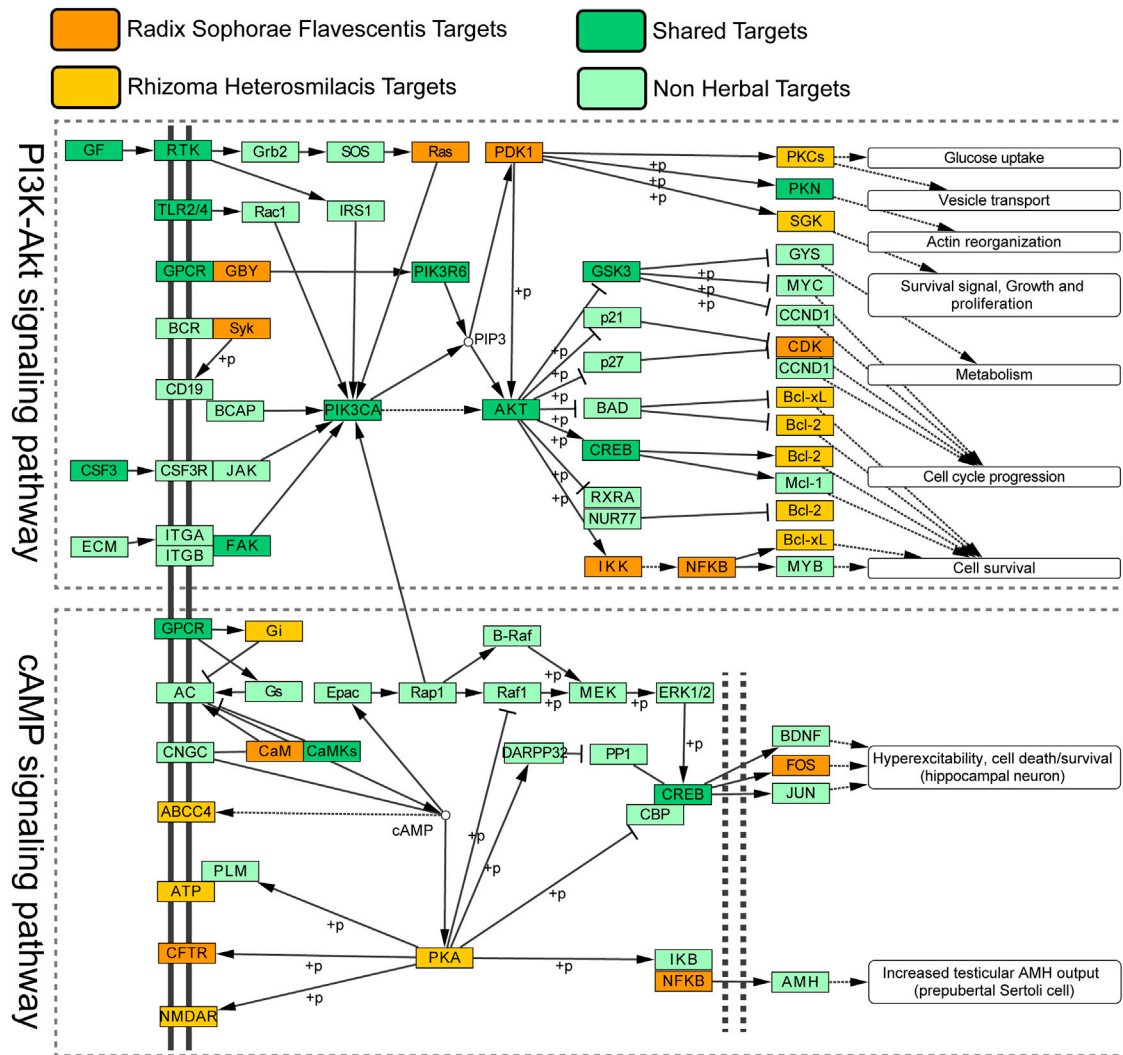 Radix Sophorae Flavescentis Targets
Shared Targets
Rhizoma Heterosmilacis Targets
Non Herbal Targets
PI3K-Akt signaling pathway
GF
RTK
Grb2
SOS
Ras
PDK1
PKCs
Glucose uptake
+p
+p
+p
PKN
Vesicle transport
TLR2/4
Rac1
IRS1
SGK
Actin reorganization
GPCR
GBY
PIK3R6
GSK3
GYS
Survival signal, Growth and
proliferation
+p
+p
+p
MYC
CCND1
+p
BCR
Syk
+p
PIP3
p21
CDK
CCND1
p27
Metabolism
CD19
BCAP
PIK3CA
AKT
+p
+p
+p
+p
+p
+p
+p
BAD
Bcl-xL
Bcl-2
CREB
Bcl-2
Mcl-1
Cell cycle progression
CSF3
CSF3R
JAK
RXRA
NUR77
Bcl-2
ECM
ITGA
ITGB
FAK
IKK
NFKB
Bcl-xL
MYB
Cell survival
cAMP signaling pathway
GPCR
Gi
B-Raf
+p
AC
Gs
Epac
Rap1
Raf1
+p
MEK
+p
ERK1/2
+p
CNGC
CaM
CaMKs
DARPP32
PP1
BDNF
FOS
JUN
Hyperexcitability, cell death/survival
(hippocampal neuron)
CREB
CBP
ABCC4
cAMP
+p
+p
+p
PLM
ATP
+p
CFTR
+p
PKA
+p
IKB
NFKB
AMH
Increased testicular AMH output
(prepubertal Sertoli cell)
+p
NMDAR